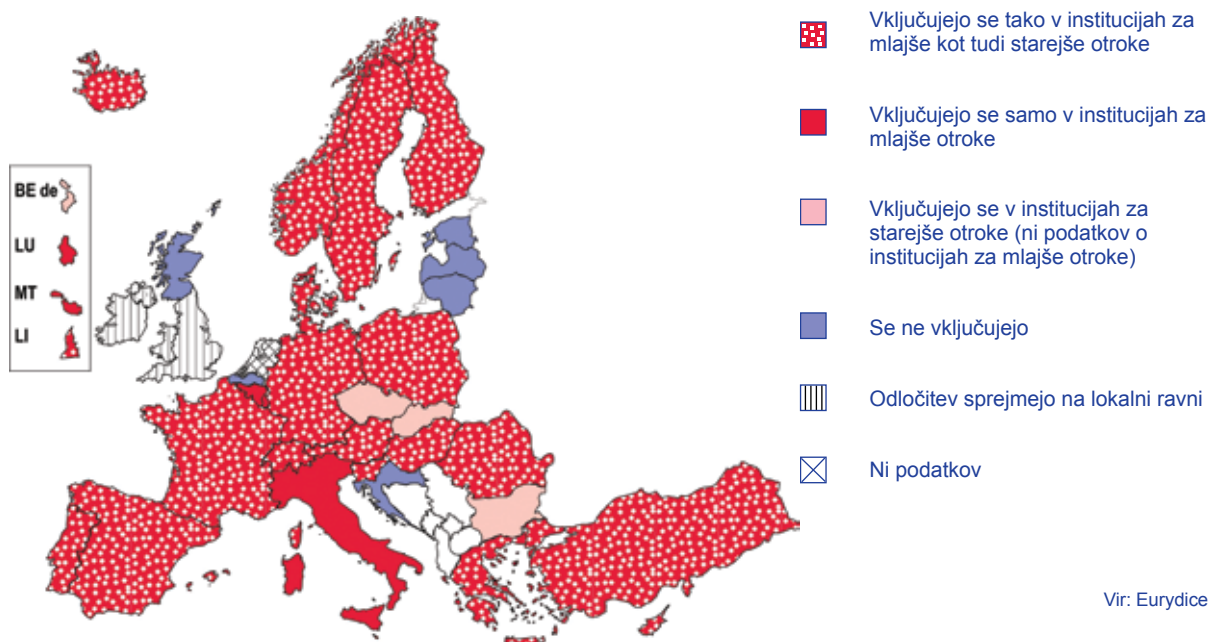 Vključujejo se tako v institucijah za
mlajše kot tudi starejše otroke
Vključujejo se samo v institucijah za
mlajše otroke
BE de
LU
MT
LI
Vključujejo se v institucijah za
starejše otroke (ni podatkov o
institucijah za mlajše otroke)
Se ne vključujejo
Odločitev sprejmejo na lokalni ravni
Ni podatkov
Vir: Eurydice